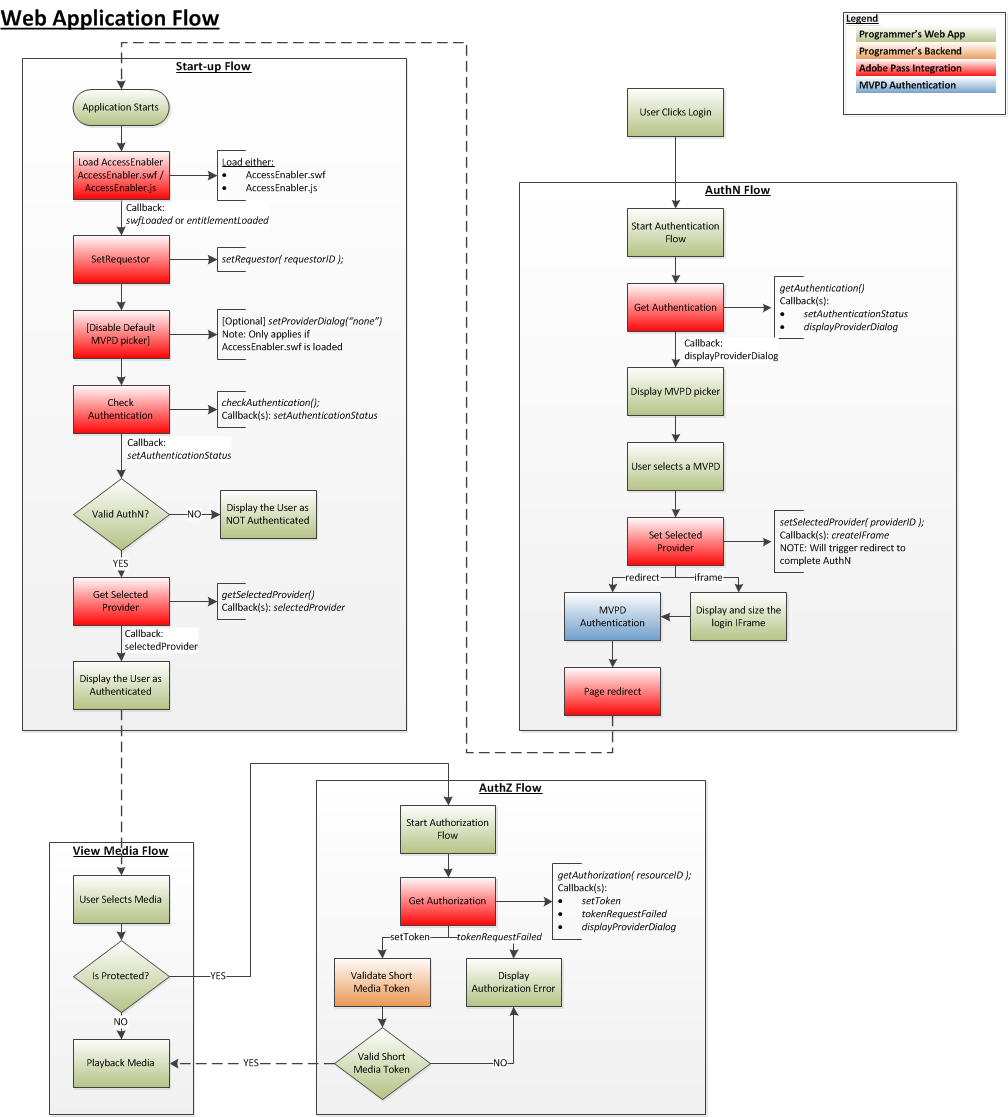 Web Application Flow
Legend
Programmer's Web App
Programmer's Backend
Adobe Pass Integration
MVPD Authentication
Start-up Flow
Application Starts
Load AccessEnabler
AccessEnabler.swf /
AccessEnabler.js
Load either:
• AccessEnabler.swf
• AccessEnabler.js
Callback:
swfLoaded or entitlementLoaded
SetRequestor
setRequestor( requestorID );
[Disable Default
MVPD picker]
[Optional] setProviderDialog("none")
Note: Only applies if
AccessEnabler.swf is loaded
Check
Authentication
checkAuthentication();
Callback(s): setAuthenticationStatus
Callback:
setAuthenticationStatus
Valid AuthN?
NO
Display the User as
NOT Authenticated
YES
Get Selected
Provider
getSelectedProvider()
Callback(s): selectedProvider
Callback:
selectedProvider
Display the User as
Authenticated
User Clicks Login
AuthN Flow
Start Authentication
Flow
Get Authentication
getAuthentication()
Callback(s):
• setAuthenticationStatus
• displayProviderDialog
Callback:
displayProviderDialog
Display MVPD picker
User selects a MVPD
Set Selected
Provider
setSelectedProvider( providerID );
Callback(s): createIFrame
NOTE: Will trigger redirect to
complete AuthN
redirect
iframe
MVPD
Authentication
Display and size the
login IFrame
Page redirect
View Media Flow
User Selects Media
Is Protected?
YES
NO
Playback Media
AuthZ Flow
Start Authorization
Flow
Get Authorization
getAuthorization( resourceID );
Callback(s):
• setToken
• tokenRequestFailed
• displayProviderDialog
setToken
tokenRequestFailed
Validate Short
Media Token
Display
Authorization Error
Valid Short
Media Token
YES
NO